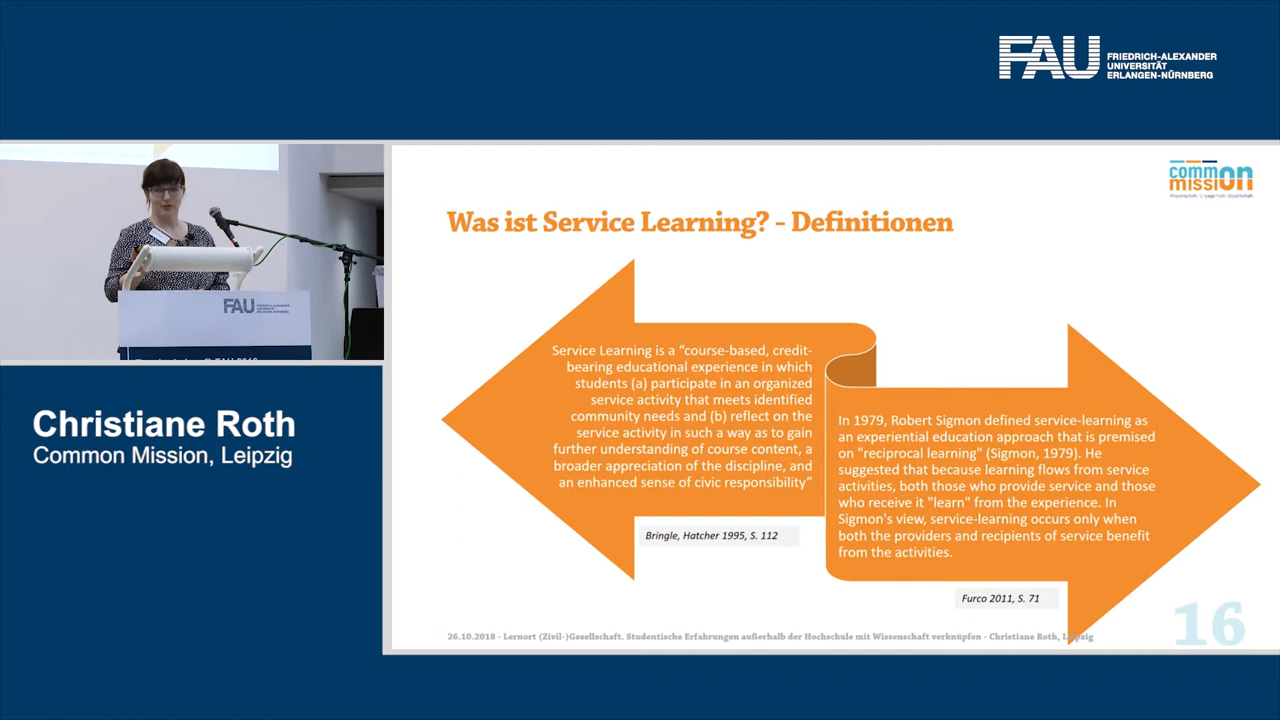 FAU FRIEDRICH-ALEXANDER
UNIVERSITÄT
ERLANGEN-NÜRNBERG
common
mission
Was ist Service Learning? - Definitionen
Service Learning is a “course-based, credit-
bearing educational experience in which
students (a) participate in an organized
service activity that meets identified
community needs and (b) reflect on the
service activity in such a way as to gain
further understanding of course content, a
broader appreciation of the discipline, and
an enhanced sense of civic responsibility”
Bringle, Hatcher 1995, S. 112
In 1979, Robert Sigmon defined service-learning as
an experiential education approach that is premised
on "reciprocal learning" (Sigmon, 1979). He
suggested that because learning flows from service
activities, both those who provide service and those
who receive it "learn" from the experience. In
Sigmon's view, service-learning occurs only when
both the providers and recipients of service benefit
from the activities.
Furco 2011, S. 71
26.10.2018 - Lernort (Zivil-)Gesellschaft. Studentische Erfahrungen außerhalb der Hochschule mit Wissenschaft verknüpfen - Christiane Roth, Leipzig
16
FAU FRIEDRICH-ALEXANDER
UNIVERSITÄT
ERLANGEN-NÜRNBERG
Christiane Roth
Common Mission, Leipzig